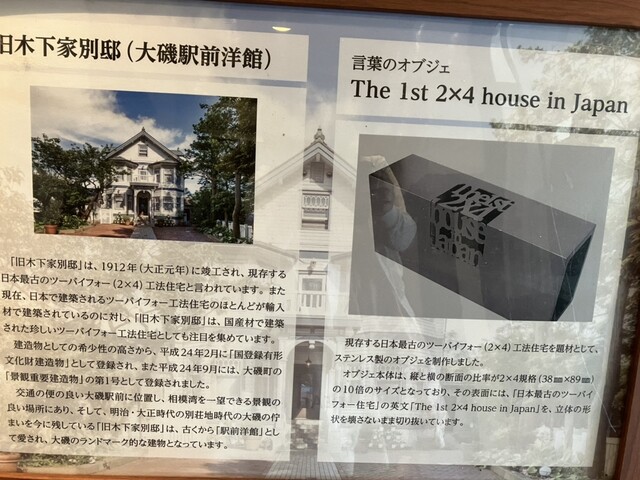 旧木下家別邸(大磯駅前洋館)
「旧木下家別邸」は、1912年(大正元年)に竣工され、現存する
日本最古のツーバイフォー(2×4)工法住宅と言われています。また
現在、日本で建築されるツーバイフォー工法住宅のほとんどが輸入
材で建築されているのに対し、「旧木下家別邸」は、国産材で建築
された珍しいツーバイフォー工法住宅としても注目を集めています。
建造物としての希少性の高さから、平成24年2月に「国登録有形
文化財建造物」として登録され、また平成24年9月には、大磯町の
「景観重要建造物」の第1号として登録されました。
交通の便の良い大磯駅前に位置し、相模湾を一望できる景観の
良い場所にあり、そして、明治・大正時代の別荘地時代の大磯の佇
まいを今に残している「旧木下家別邸」は、古くから「駅前洋館」とし
て愛され、大磯のランドマーク的な建物となっています。
言葉のオブジェ
The 1st 2×4 house in Japan
The 1st
2×4
house
in
Japan
現存する日本最古のツーバイフォー(2×4)工法住宅を題材として、
ステンレス製のオブジェを制作しました。
オブジェ本体は、縦と横の断面の比率が2×4規格(38㎜×89㎜)
の10倍のサイズとなっており、その表面には、「日本最古のツーバイ
フォー住宅」の英文「The 1st 2×4 house in Japan」を、立体の形
状を壊さないまま切り抜いています。